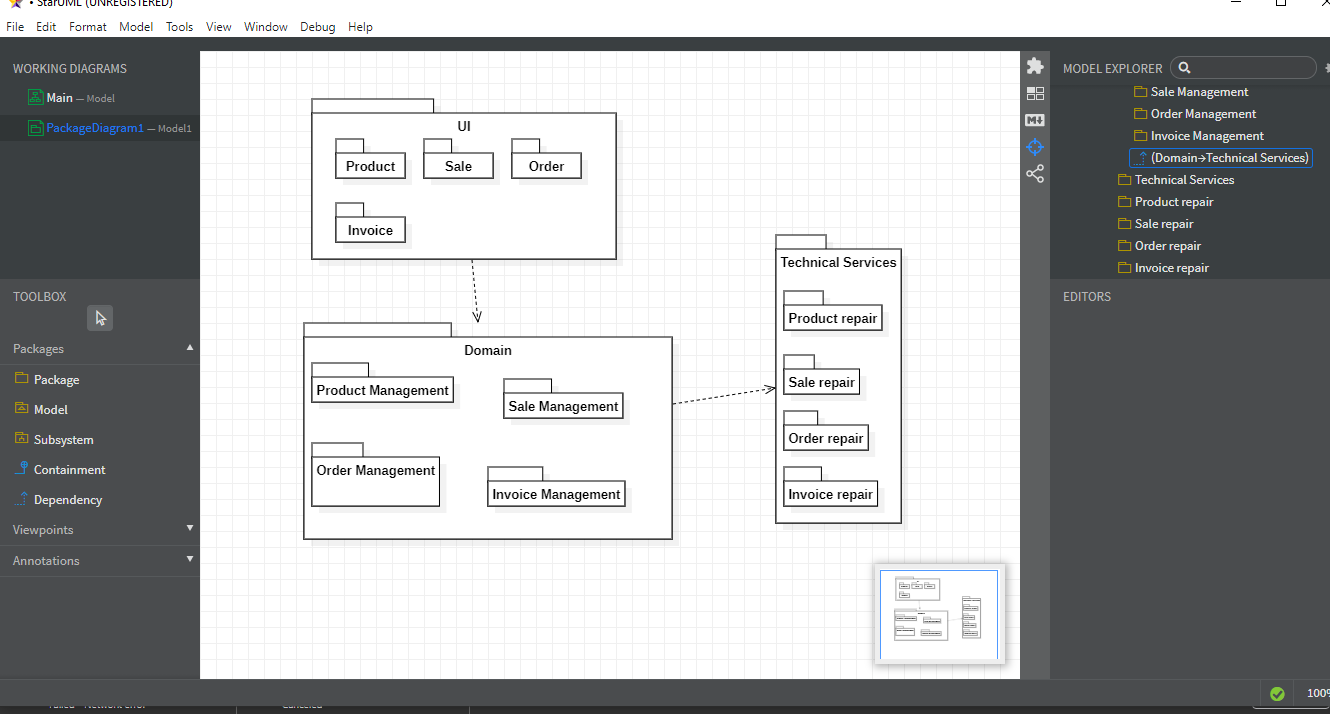 • StarUML (UNREGISTERED)
File Edit Format Model Tools View Window Debug Help
WORKING DIAGRAMS
Main — Model
PackageDiagram1 — Model1
TOOLBOX
Packages
Package
Model
Subsystem
Containment
Dependency
Viewpoints
Annotations
UI
Product Sale Order
Invoice
Domain
Product Management
Sale Management
Order Management
Invoice Management
Technical Services
Product repair
Sale repair
Order repair
Invoice repair
M↓
MODEL EXPLORER
Sale Management
Order Management
Invoice Management
(Domain→Technical Services)
Technical Services
Product repair
Sale repair
Order repair
Invoice repair
EDITORS
100%